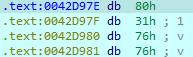 .text:0042D97E db 80h
.text:0042D97F db 31h ; 1
.text:0042D980 db 76h ; v
.text:0042D981 db 76h ; v